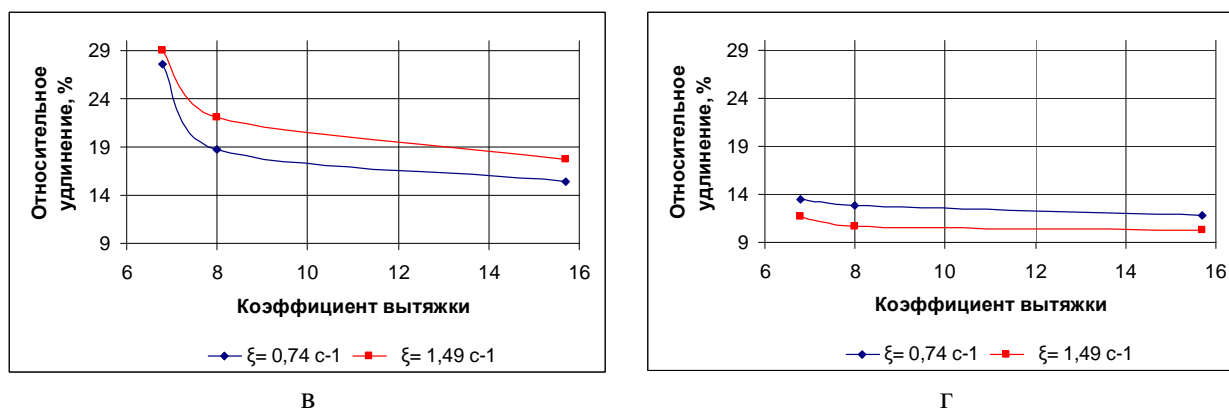 Относительное
удлинение, %
29
24
19
14
9
6 8 10 12 14 16
Коэффициент вытяжки
ξ= 0,74 с-1 ξ= 1,49 с-1
в
Относительное
удлинение, %
29
24
19
14
9
6 8 10 12 14 16
Коэффициент вытяжки
ξ= 0,74 с-1 ξ= 1,49 с-1
г